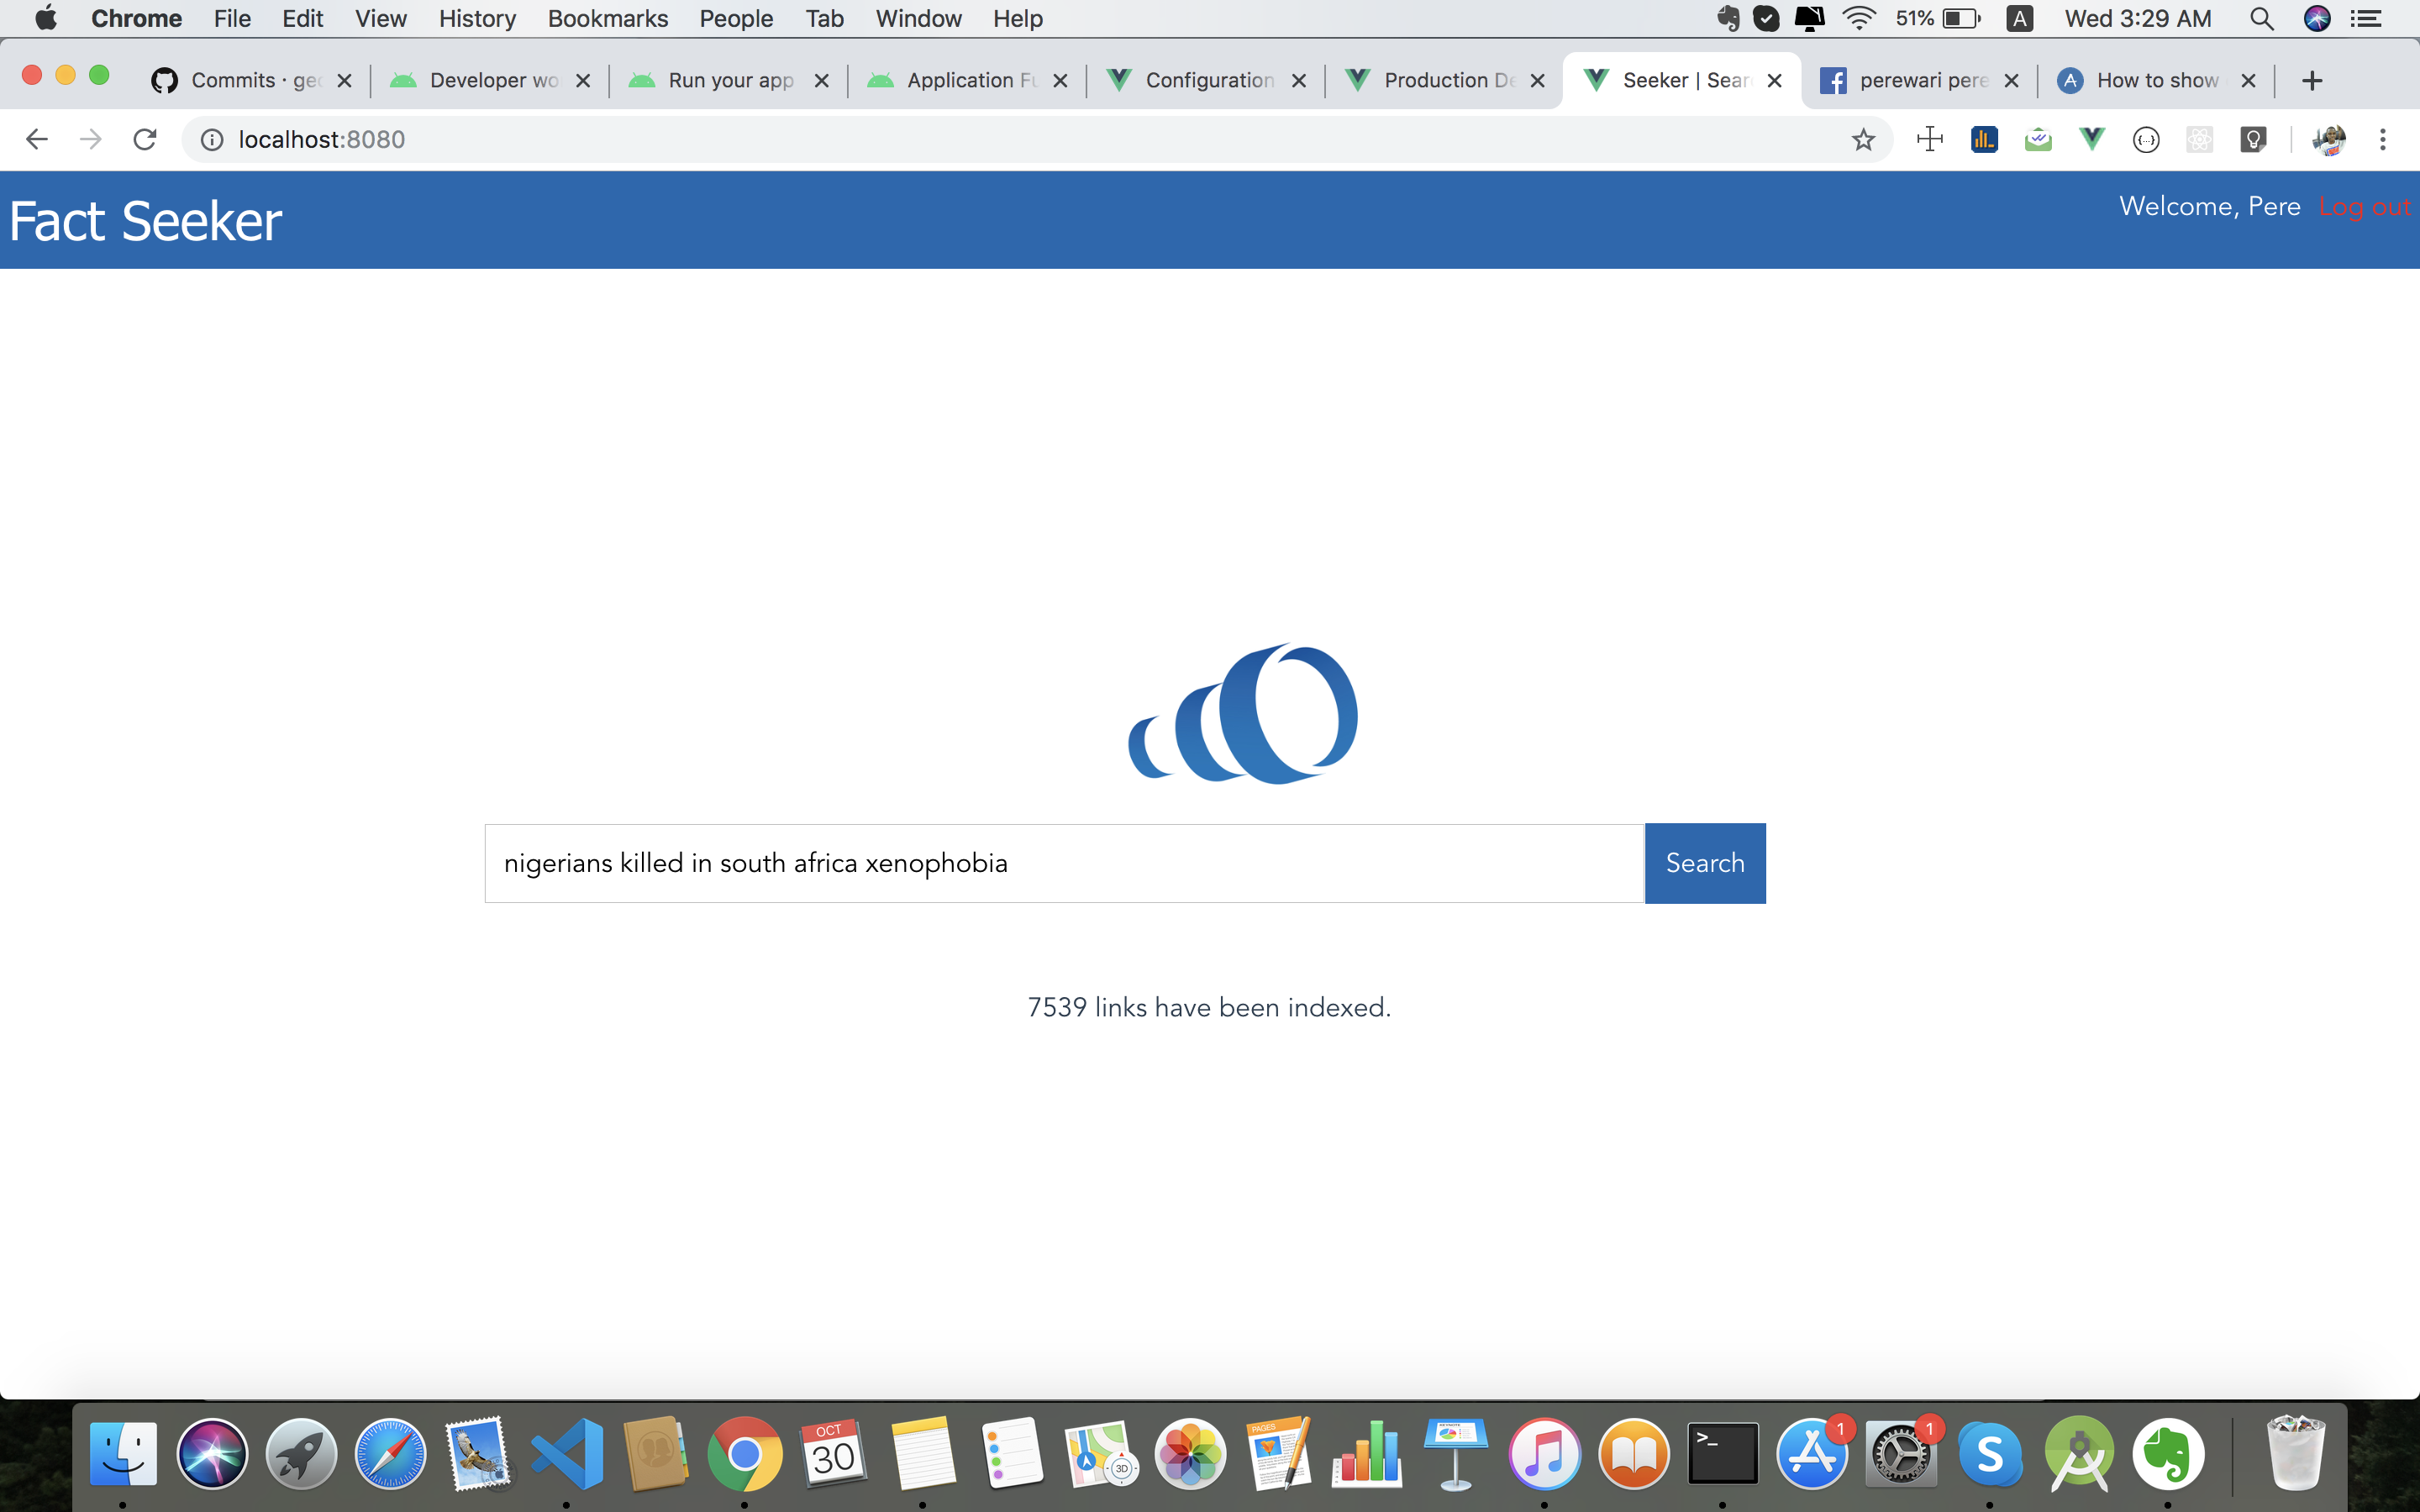 Chrome File Edit View History Bookmarks People Tab Window Help 51% A Wed 3:29 AM
Commits · geo Developer wo Run your app Application Fu Configuration Production De Seeker | Sear perewari pere How to show
localhost:8080
Fact Seeker
Welcome, Pere Log out
nigerians killed in south africa xenophobia
Search
7539 links have been indexed.
OCT
30
3D
PAGES
>_
1
1
S